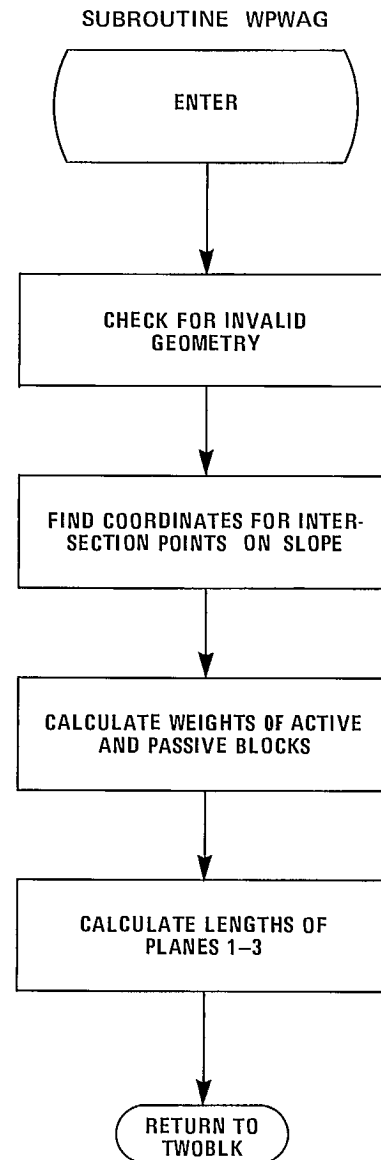 SUBROUTINE WPWAG
ENTER
CHECK FOR INVALID
GEOMETRY
FIND COORDINATES FOR INTER-
SECTION POINTS ON SLOPE
CALCULATE WEIGHTS OF ACTIVE
AND PASSIVE BLOCKS
CALCULATE LENGTHS OF
PLANES 1–3
RETURN TO
TWOBLK